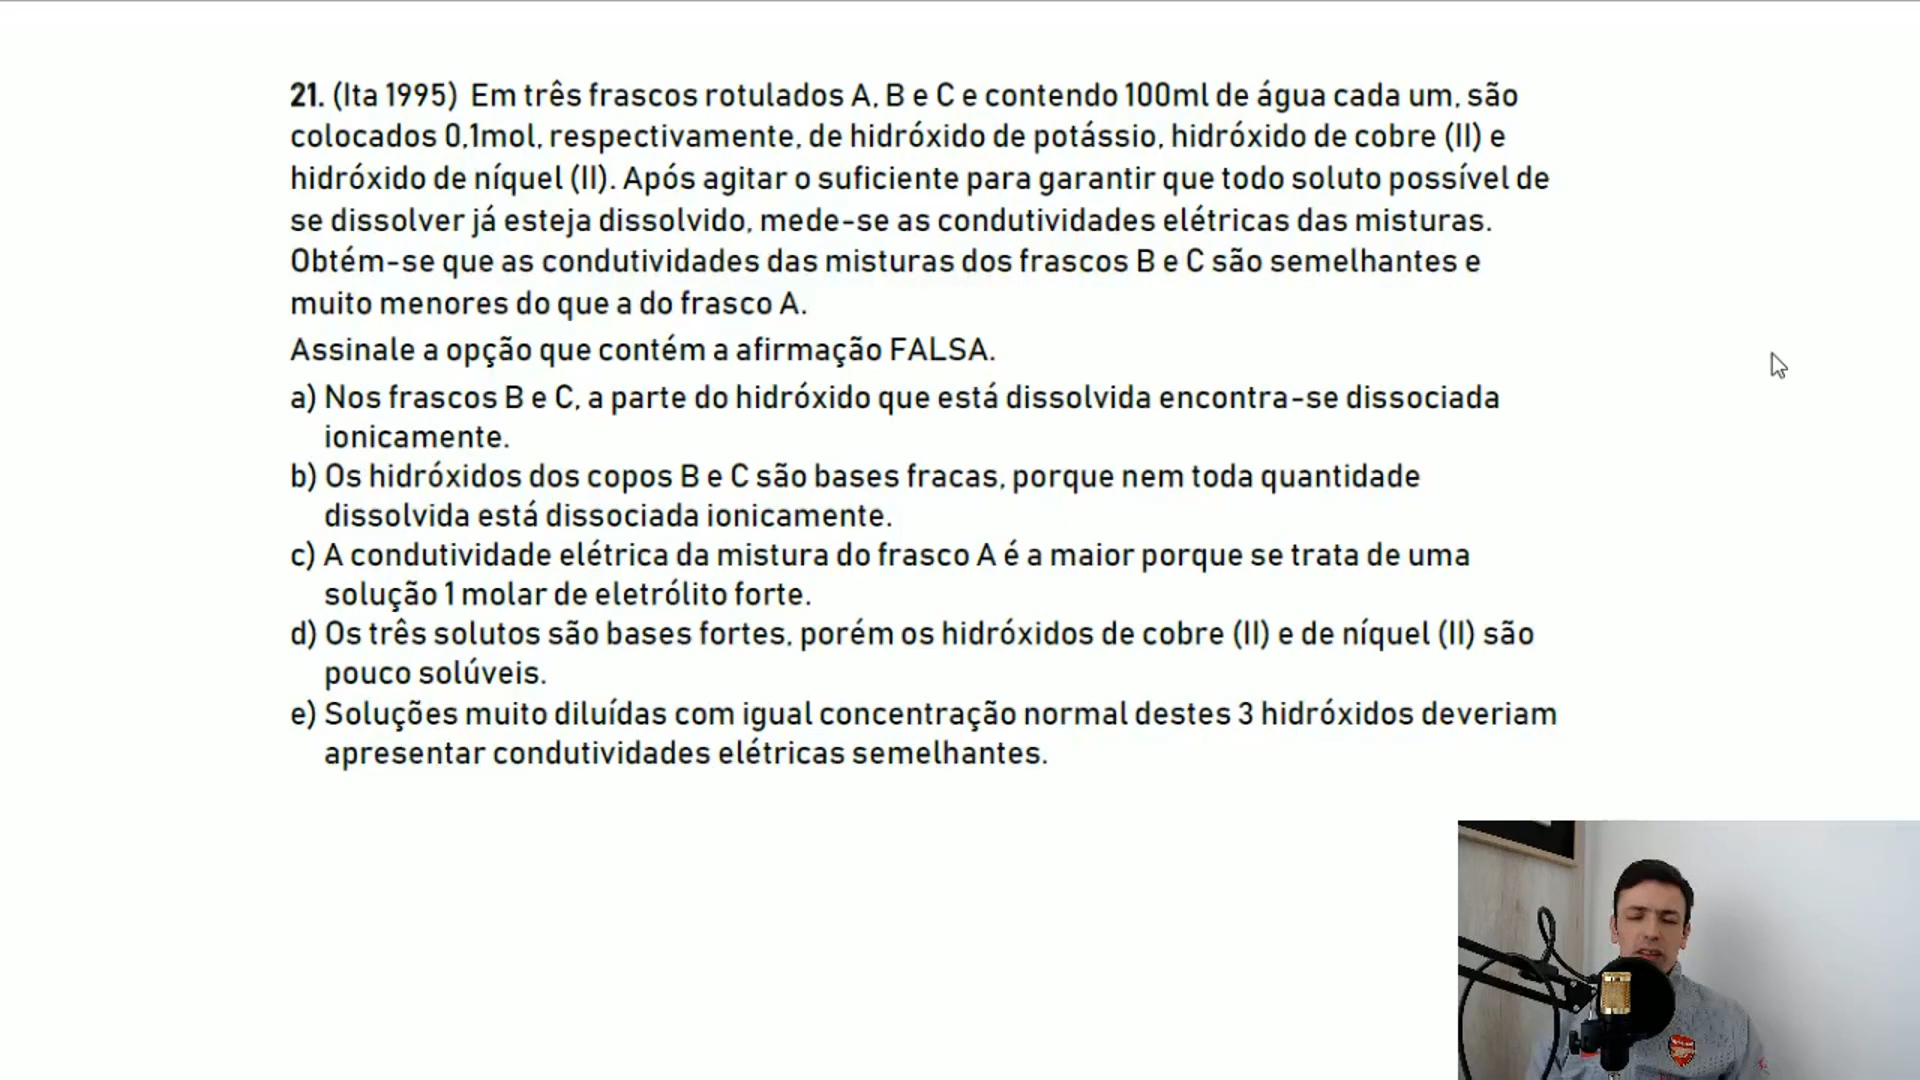 21. (Ita 1995) Em três frascos rotulados A, B e C e contendo 100ml de água cada um, são
colocados 0,1mol, respectivamente, de hidróxido de potássio, hidróxido de cobre (II) e
hidróxido de níquel (II). Após agitar o suficiente para garantir que todo soluto possível de
se dissolver já esteja dissolvido, mede-se as condutividades elétricas das misturas.
Obtém-se que as condutividades das misturas dos frascos B e C são semelhantes e
muito menores do que a do frasco A.
Assinale a opção que contém a afirmação FALSA.
a) Nos frascos B e C, a parte do hidróxido que está dissolvida encontra-se dissociada
ionicamente.
b) Os hidróxidos dos copos B e C são bases fracas, porque nem toda quantidade
dissolvida está dissociada ionicamente.
c) A condutividade elétrica da mistura do frasco A é a maior porque se trata de uma
solução 1 molar de eletrólito forte.
d) Os três solutos são bases fortes, porém os hidróxidos de cobre (II) e de níquel (II) são
pouco solúveis.
e) Soluções muito diluídas com igual concentração normal destes 3 hidróxidos deveriam
apresentar condutividades elétricas semelhantes.